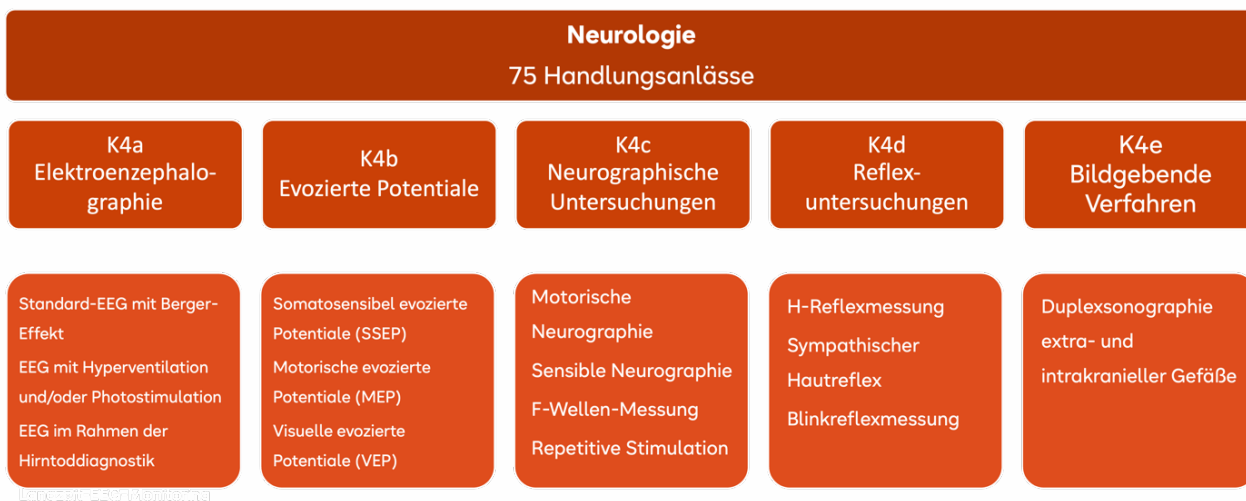 Neurologie
75 Handlungsanlässe
K4a
Elektroenzephalo-
graphie
K4b
Evozierte Potentiale
K4c
Neurographische
Untersuchungen
K4d
Reflex-
untersuchungen
K4e
Bildgebende
Verfahren
Standard-EEG mit Berger-
Effekt
EEG mit Hyperventilation
und/oder Photostimulation
EEG im Rahmen der
Hirntoddiagnostik
Langzeit-EEG-Monitoring
Somatosensibel evozierte
Potentiale (SSEP)
Motorische evozierte
Potentiale (MEP)
Visuelle evozierte
Potentiale (VEP)
Motorische
Neurographie
Sensible Neurographie
F-Wellen-Messung
Repetitive Stimulation
H-Reflexmessung
Sympathischer
Hautreflex
Blinkreflexmessung
Duplexsonographie
extra- und
intrakranieller Gefäße